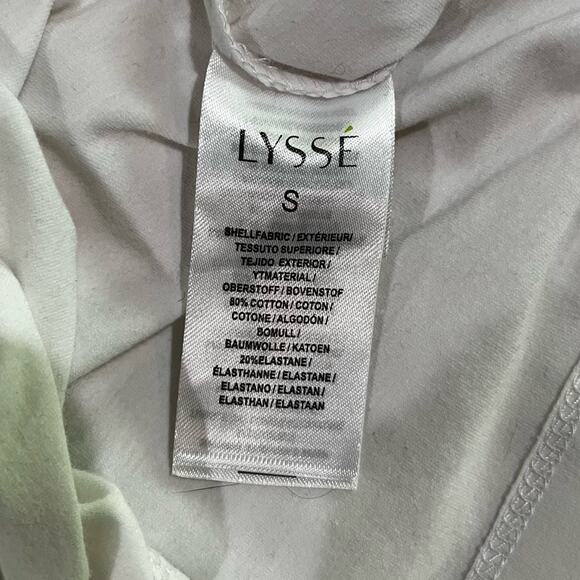 LYSSÉ
S
SHELLFABRIC / EXTÉRIEUR/
TESSUTO SUPERIORE /
TEJIDO EXTERIOR /
YTMATERIAL /
OBERSTOFF / BOVENSTOF
80% COTTON / COTON /
COTONE / ALGODÓN /
BOMULL /
BAUMWOLLE / KATOEN
20%ELASTANE /
ÉLASTHANNE / ELASTANE /
ELASTANO / ELASTAN /
ELASTHAN / ELASTAAN